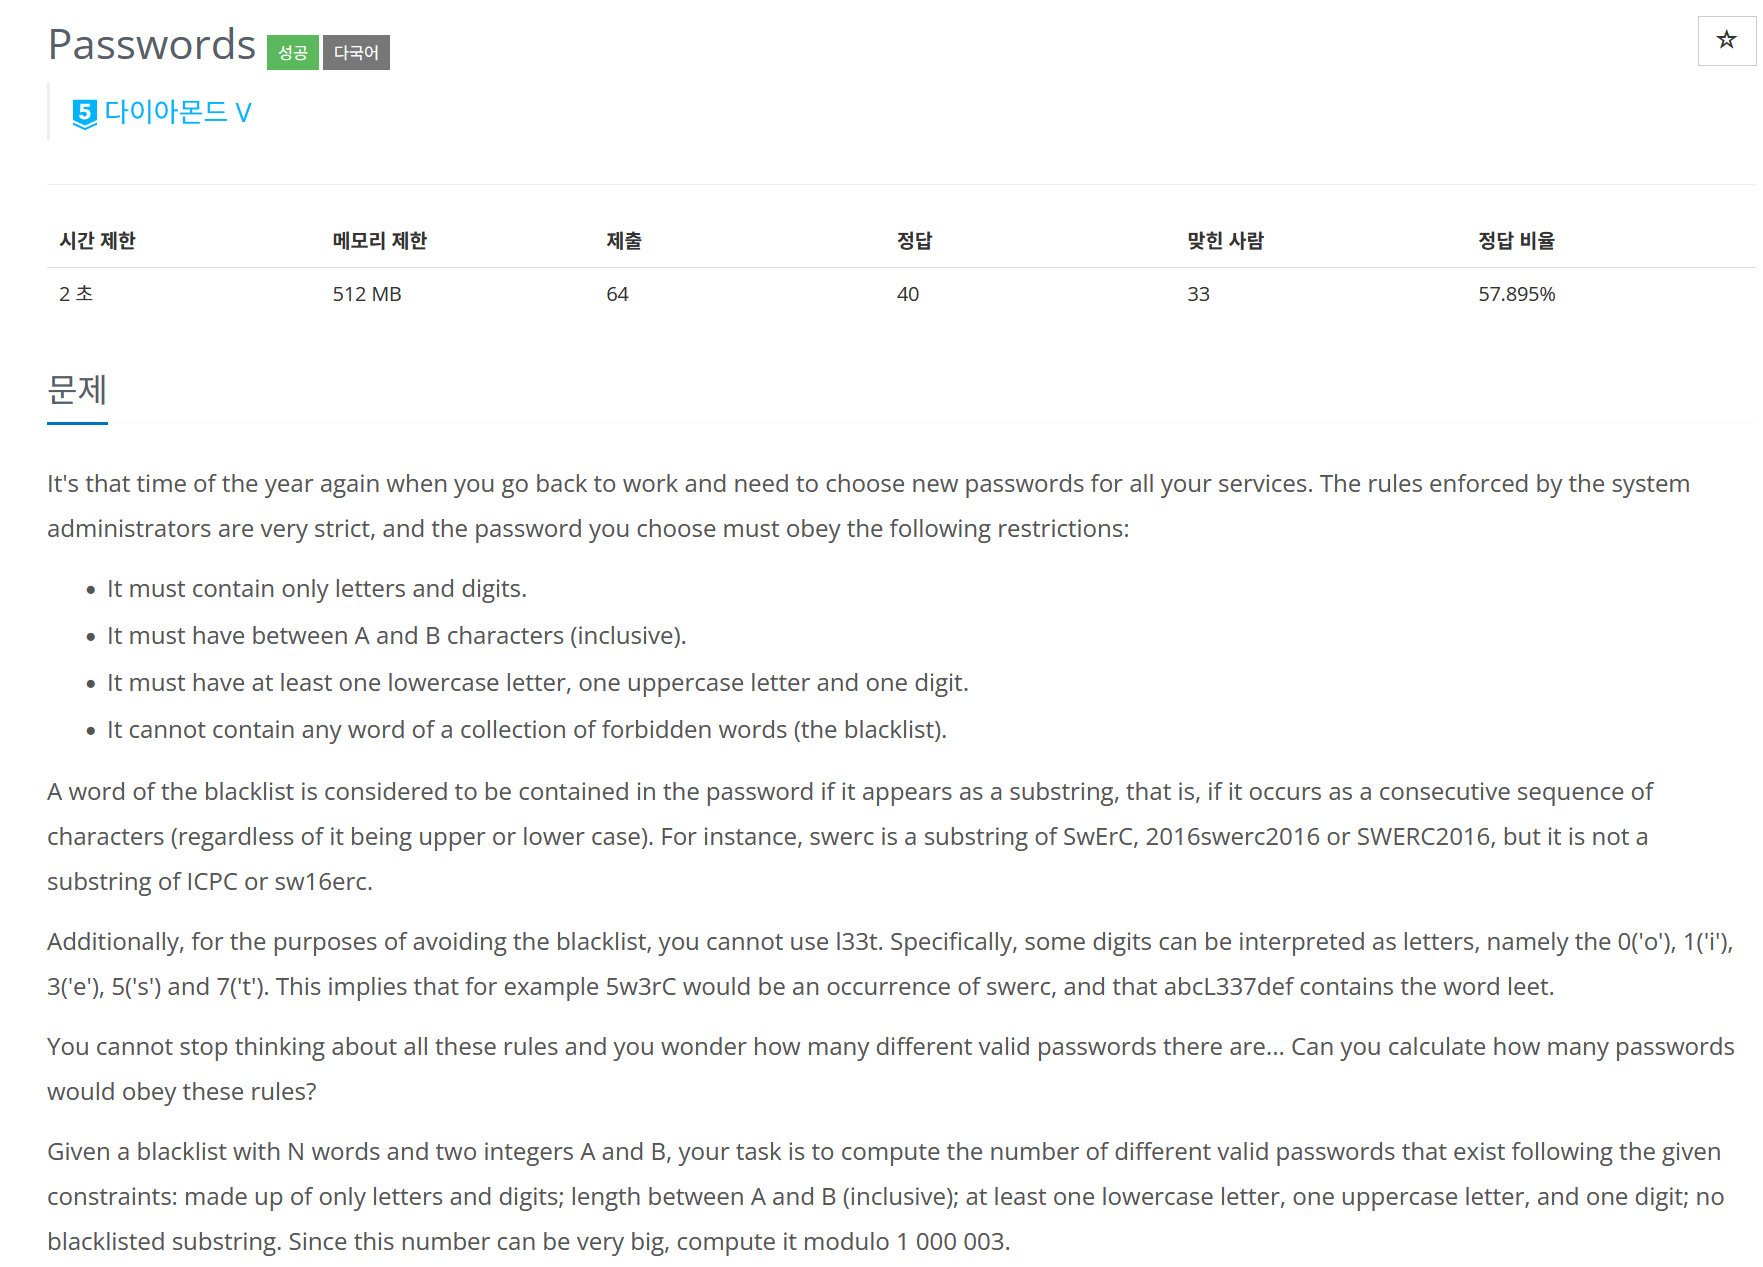 Passwords 성공 다국어
☆
5 다이아몬드 V
시간 제한 메모리 제한 제출 정답 맞힌 사람 정답 비율
2 초 512 MB 64 40 33 57.895%
문제
It's that time of the year again when you go back to work and need to choose new passwords for all your services. The rules enforced by the system
administrators are very strict, and the password you choose must obey the following restrictions:
• It must contain only letters and digits.
• It must have between A and B characters (inclusive).
• It must have at least one lowercase letter, one uppercase letter and one digit.
• It cannot contain any word of a collection of forbidden words (the blacklist).
A word of the blacklist is considered to be contained in the password if it appears as a substring, that is, if it occurs as a consecutive sequence of
characters (regardless of it being upper or lower case). For instance, swerc is a substring of SwErC, 2016swerc2016 or SWERC2016, but it is not a
substring of ICPC or sw16erc.
Additionally, for the purposes of avoiding the blacklist, you cannot use l33t. Specifically, some digits can be interpreted as letters, namely the 0('o'), 1('i'),
3('e'), 5('s') and 7('t'). This implies that for example 5w3rC would be an occurrence of swerc, and that abcL337def contains the word leet.
You cannot stop thinking about all these rules and you wonder how many different valid passwords there are... Can you calculate how many passwords
would obey these rules?
Given a blacklist with N words and two integers A and B, your task is to compute the number of different valid passwords that exist following the given
constraints: made up of only letters and digits; length between A and B (inclusive); at least one lowercase letter, one uppercase letter, and one digit; no
blacklisted substring. Since this number can be very big, compute it modulo 1 000 003.